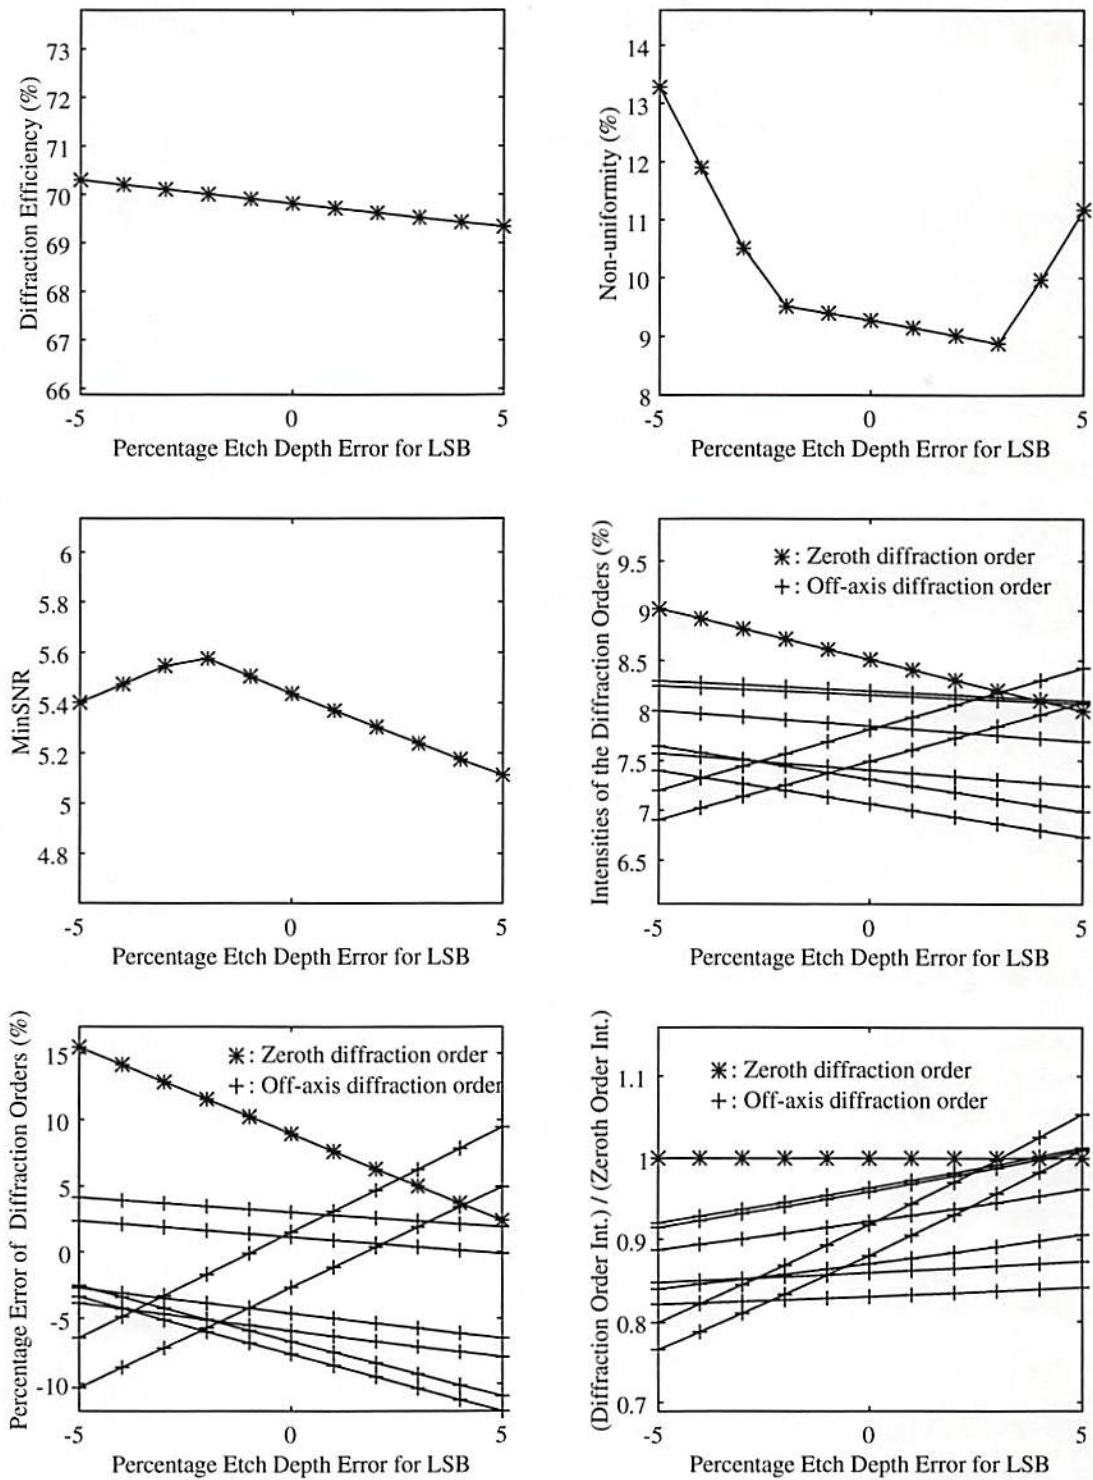 Diffraction Efficiency (%)
73
72
71
70
69
68
67
66
-5 0 5
Percentage Etch Depth Error for LSB
Non-uniformity (%)
14
13
12
11
10
9
8
-5 0 5
Percentage Etch Depth Error for LSB
MinSNR
6
5.8
5.6
5.4
5.2
5
4.8
-5 0 5
Percentage Etch Depth Error for LSB
Intensities of the Diffraction Orders (%)
9.5
9
8.5
8
7.5
7
6.5
: Zeroth diffraction order
: Off-axis diffraction order
-5 0 5
Percentage Etch Depth Error for LSB
Percentage Error of Diffraction Orders (%)
15
10
5
0
-5
-10
: Zeroth diffraction order
: Off-axis diffraction order
-5 0 5
Percentage Etch Depth Error for LSB
(Diffraction Order Int.) / (Zeroth Order Int.)
1.1
1
0.9
0.8
0.7
: Zeroth diffraction order
: Off-axis diffraction order
-5 0 5
Percentage Etch Depth Error for LSB